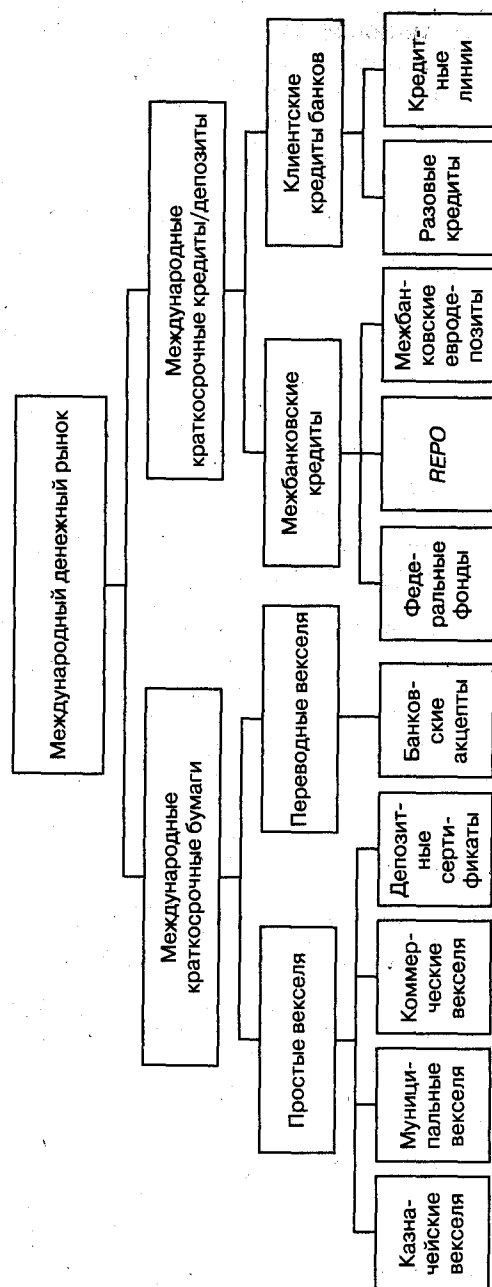 Международный денежный рынок
Международные
краткосрочные бумаги
Международные
краткосрочные кредиты/депозиты
Простые векселя
Переводные векселя
Межбанковские
кредиты
Клиентские
кредиты банков
Казна-
чейские
векселя
Муници-
пальные
векселя
Коммер-
ческие
векселя
Депозит-
ные
серти-
фикаты
Банков-
ские
акцепты
Феде-
ральные
фонды
REPO
Межбан-
ковские
евроде-
позиты
Разовые
кредиты
Кредит-
ные
линии